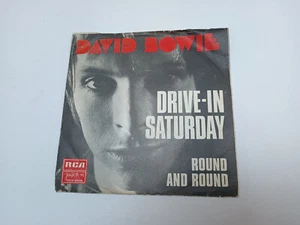 DAVID BOWIE
DRIVE-IN
SATURDAY
ROUND
AND ROUND
RCA